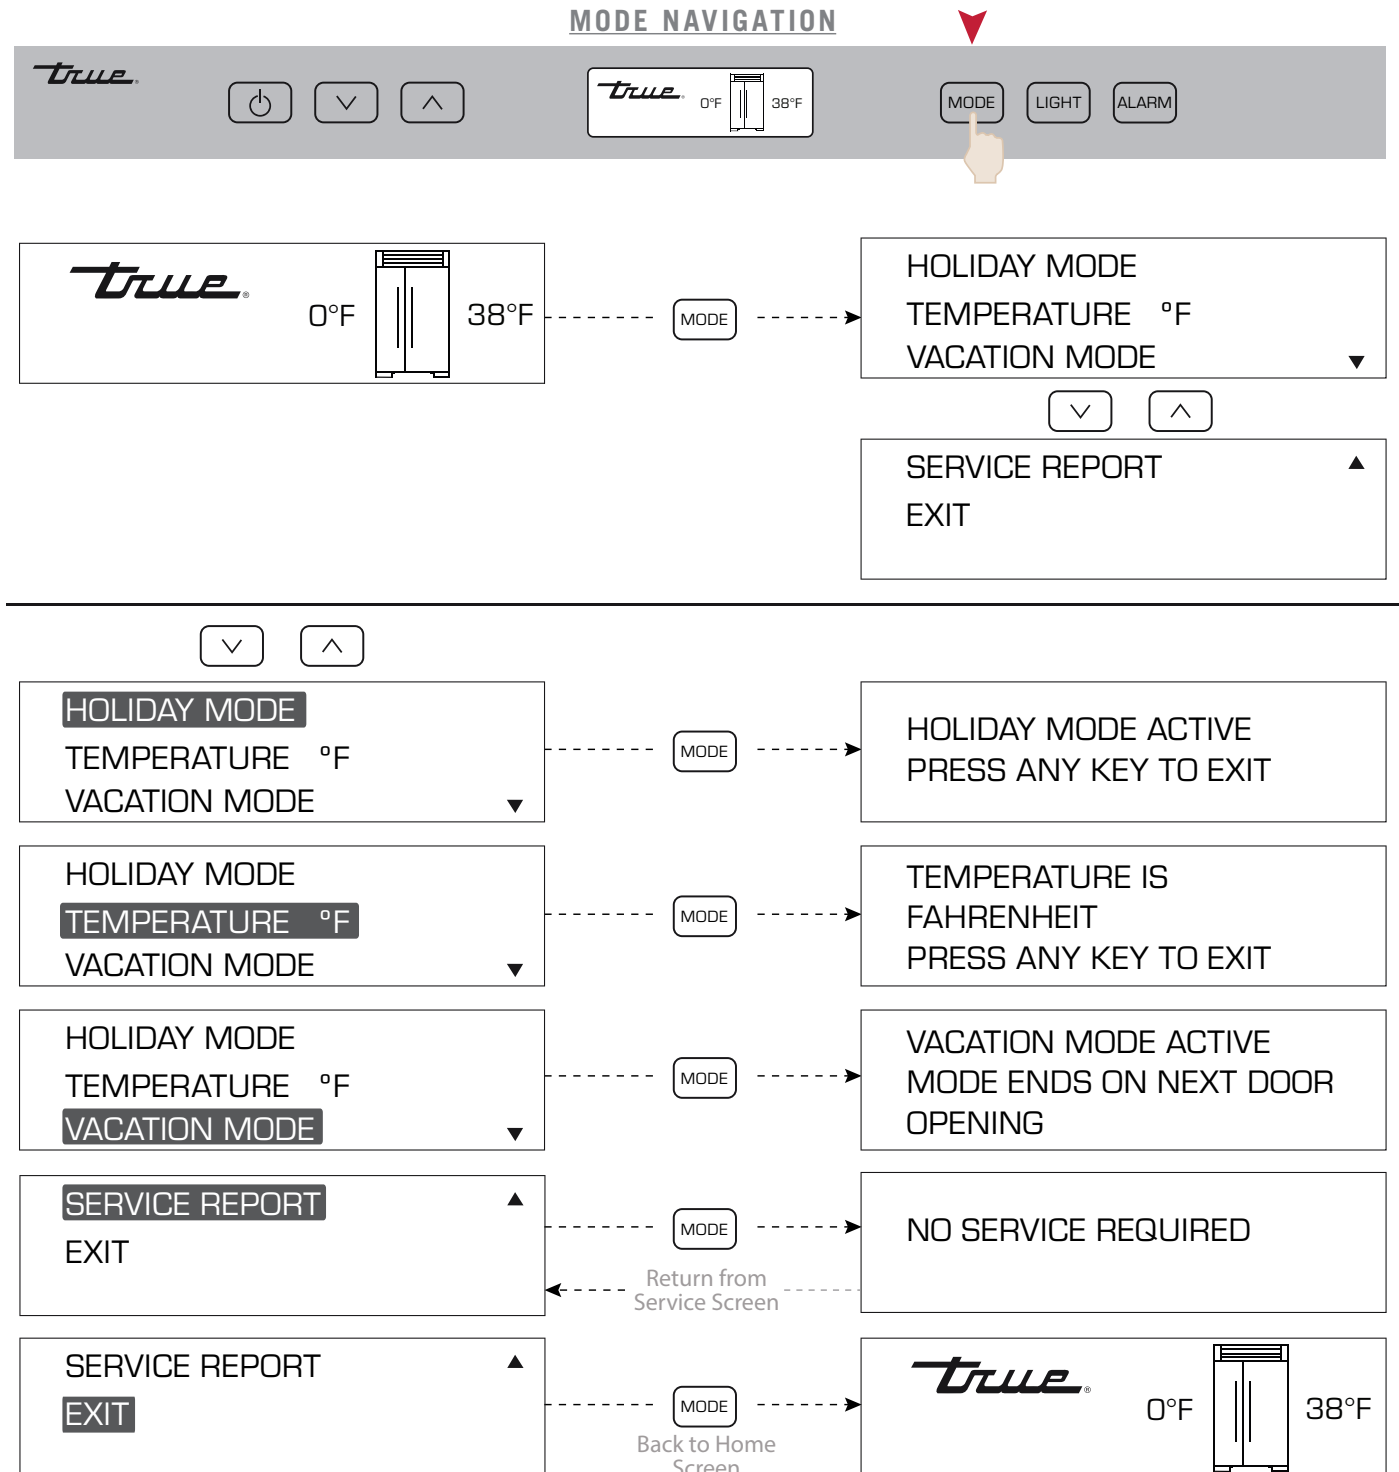 MODE NAVIGATION
true®
true® 0°F 38°F
MODE LIGHT ALARM
true®
0°F 38°F
MODE
HOLIDAY MODE
TEMPERATURE °F
VACATION MODE
SERVICE REPORT
EXIT
HOLIDAY MODE
TEMPERATURE °F
VACATION MODE
MODE
HOLIDAY MODE ACTIVE
PRESS ANY KEY TO EXIT
HOLIDAY MODE
TEMPERATURE °F
VACATION MODE
MODE
TEMPERATURE IS
FAHRENHEIT
PRESS ANY KEY TO EXIT
HOLIDAY MODE
TEMPERATURE °F
VACATION MODE
MODE
VACATION MODE ACTIVE
MODE ENDS ON NEXT DOOR
OPENING
SERVICE REPORT
EXIT
MODE
Return from
Service Screen
NO SERVICE REQUIRED
SERVICE REPORT
EXIT
MODE
Back to Home
Screen
true®
0°F 38°F